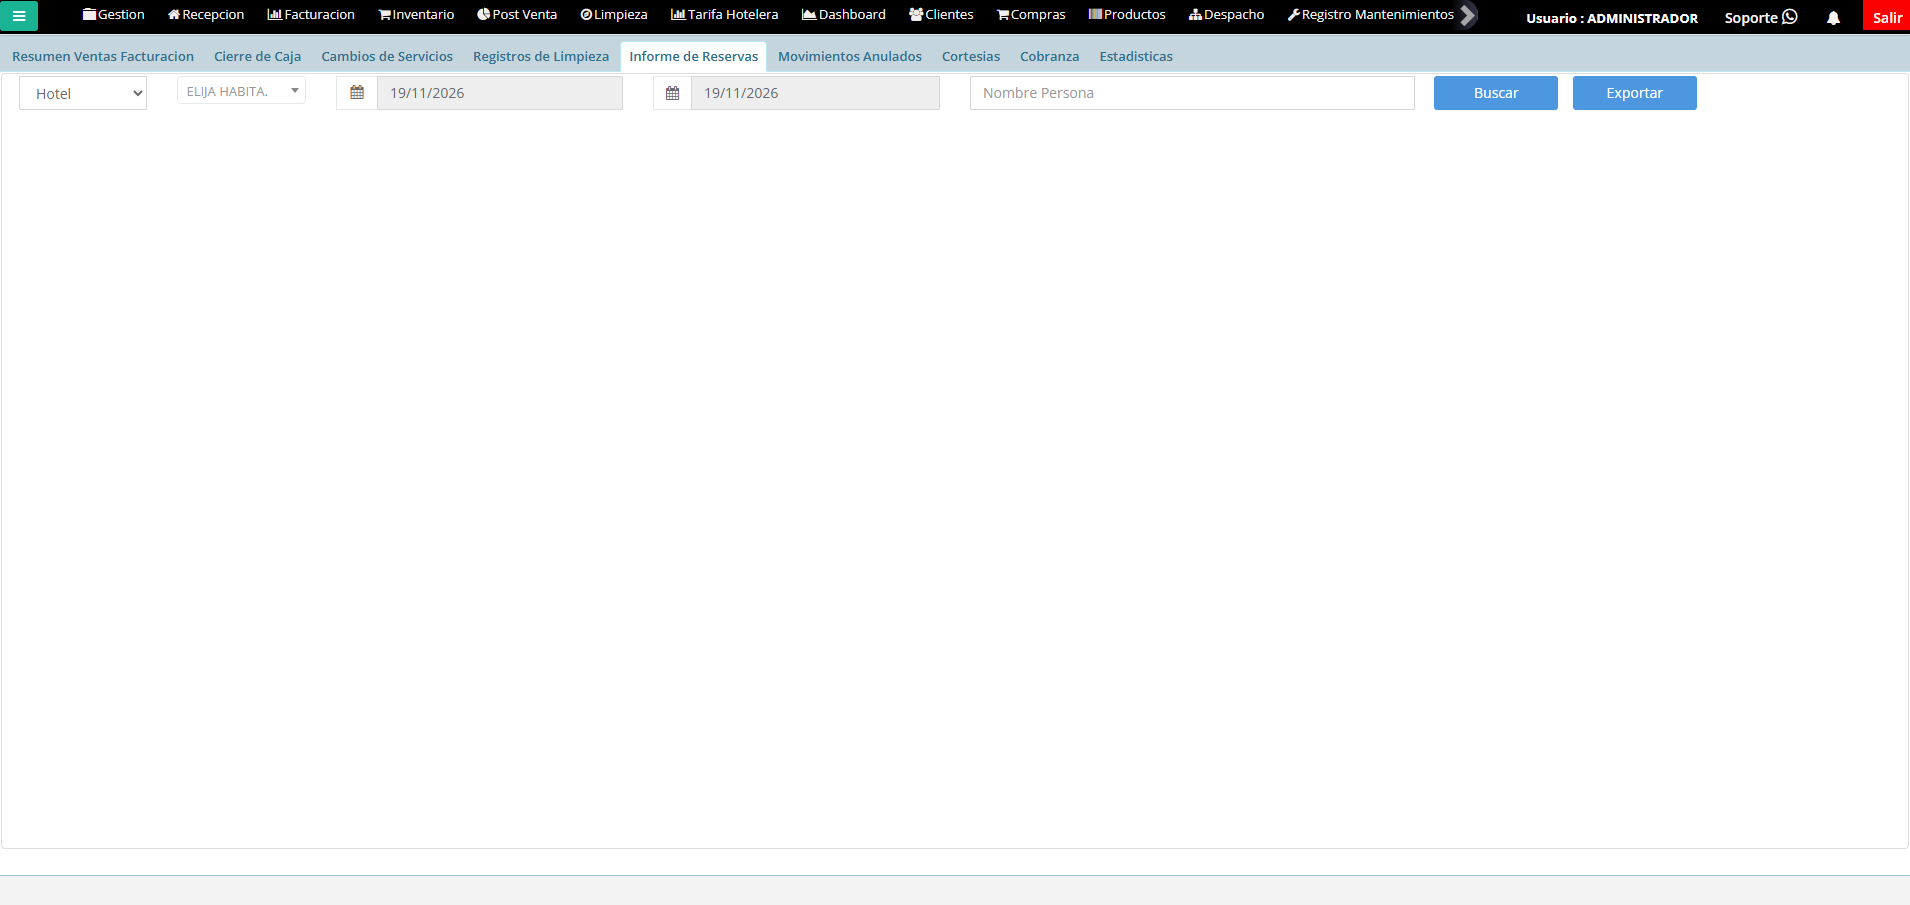 Gestion Recepcion Facturacion Inventario Post Venta Limpieza Tarifa Hotelera Dashboard Clientes Compras Productos Despacho Registro Mantenimientos Usuario : ADMINISTRADOR Soporte Salir
Resumen Ventas Facturacion Cierre de Caja Cambios de Servicios Registros de Limpieza Informe de Reservas Movimientos Anulados Cortesias Cobranza Estadisticas
Hotel ELIJA HABITA. 19/11/2026 19/11/2026 Nombre Persona Buscar Exportar